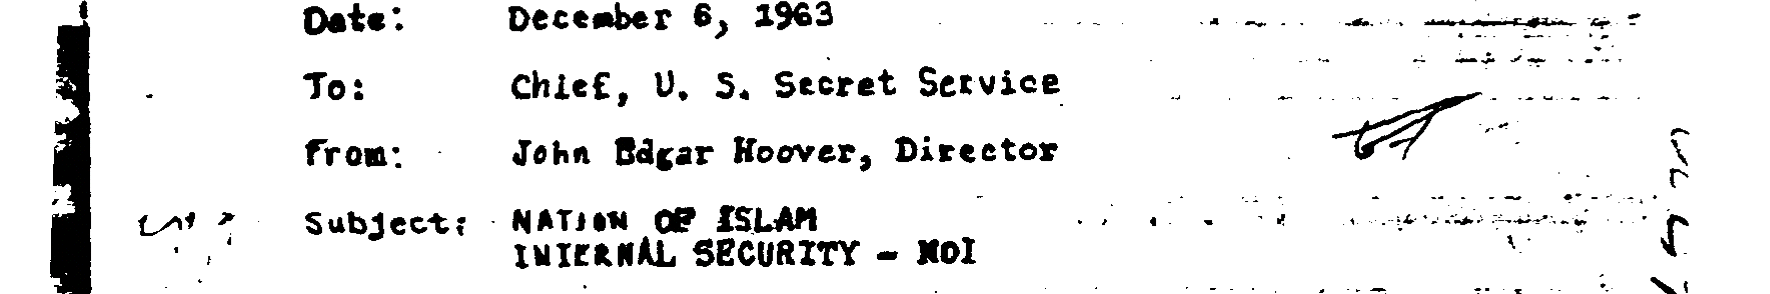 Date: December 6, 1963
To: Chief, U. S. Secret Service
From: John Edgar Hoover, Director
Subject: NATION OF ISLAM
INTERNAL SECURITY - NOI